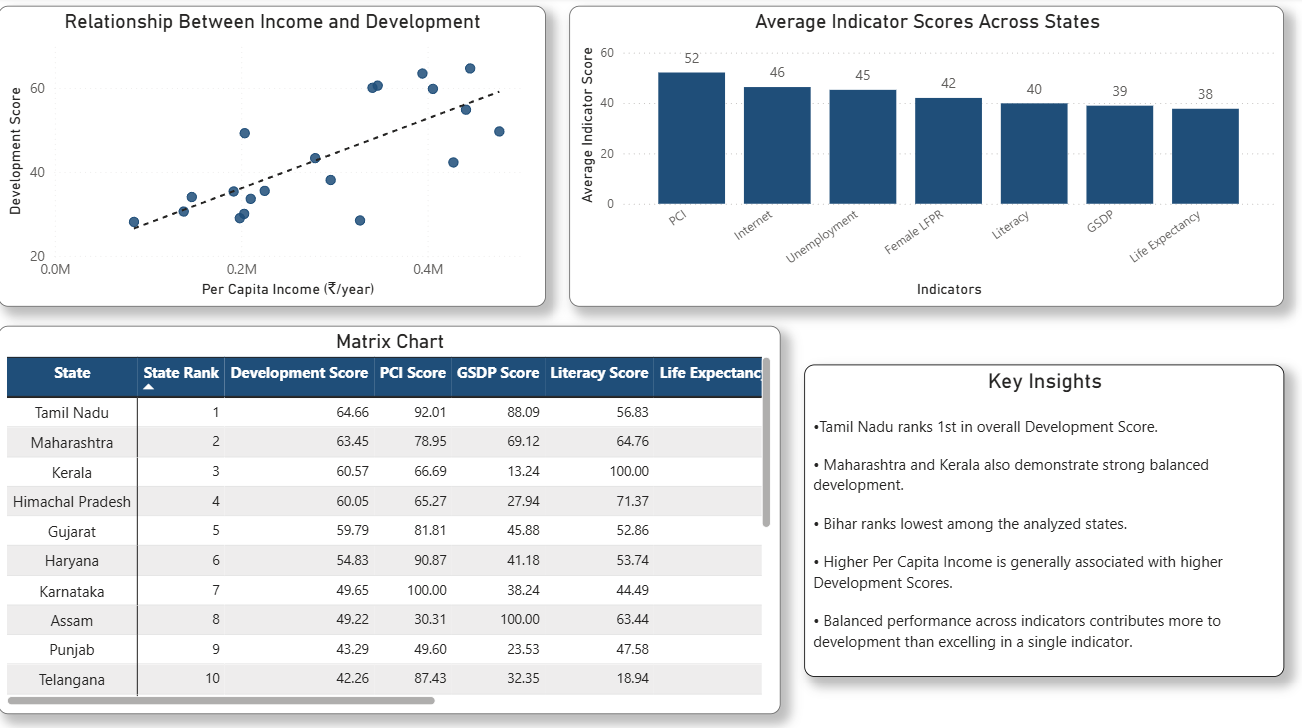 Relationship Between Income and Development
Development Score
60
40
20
0.0M
0.2M
0.4M
Per Capita Income (₹/year)
Average Indicator Scores Across States
Average Indicator Score
60
40
20
0
52
46
45
42
40
39
38
PCI
Internet
Unemployment
Female LFPR
Literacy
GSDP
Life Expectancy
Indicators
Matrix Chart
State State Rank Development Score PCI Score GSDP Score Literacy Score Life Expectanc
Tamil Nadu 1 64.66 92.01 88.09 56.83
Maharashtra 2 63.45 78.95 69.12 64.76
Kerala 3 60.57 66.69 13.24 100.00
Himachal Pradesh 4 60.05 65.27 27.94 71.37
Gujarat 5 59.79 81.81 45.88 52.86
Haryana 6 54.83 90.87 41.18 53.74
Karnataka 7 49.65 100.00 38.24 44.49
Assam 8 49.22 30.31 100.00 63.44
Punjab 9 43.29 49.60 23.53 47.58
Telangana 10 42.26 87.43 32.35 18.94
Key Insights
•Tamil Nadu ranks 1st in overall Development Score.
• Maharashtra and Kerala also demonstrate strong balanced
development.
• Bihar ranks lowest among the analyzed states.
• Higher Per Capita Income is generally associated with higher
Development Scores.
• Balanced performance across indicators contributes more to
development than excelling in a single indicator.